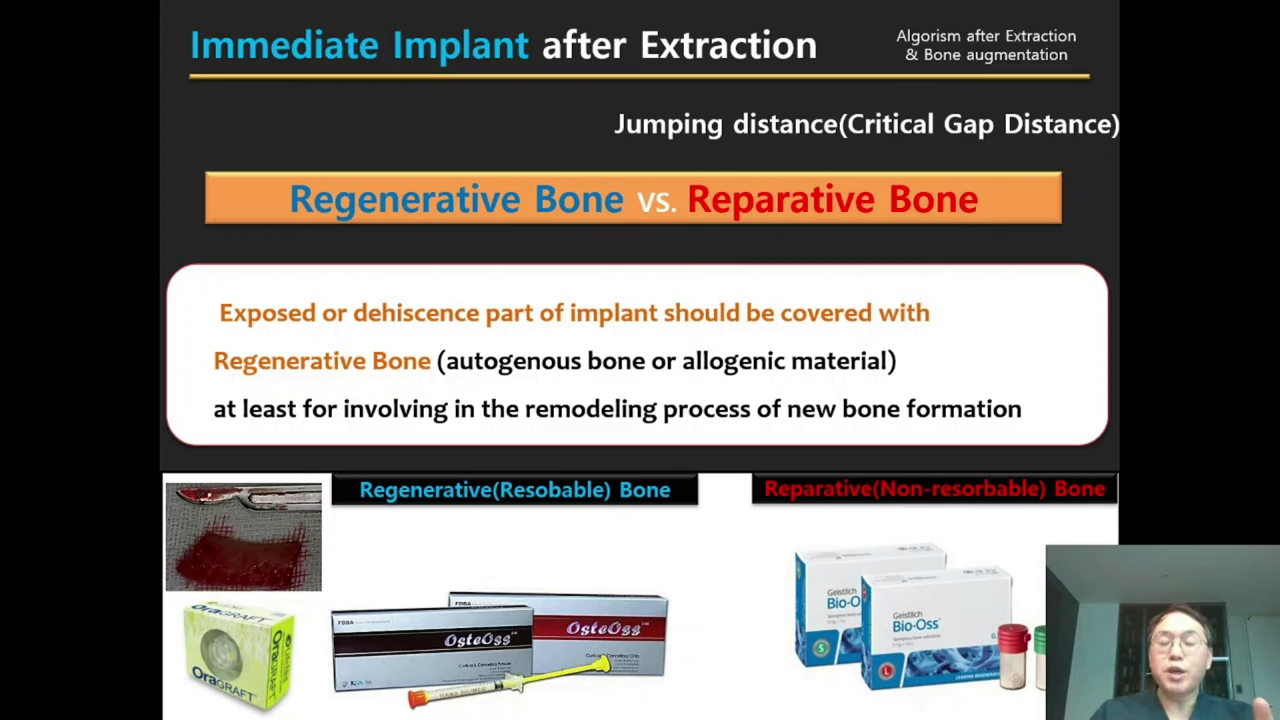 Immediate Implant after Extraction
Algorism after Extraction
& Bone augmentation
Jumping distance(Critical Gap Distance)
Regenerative Bone vs. Reparative Bone
Exposed or dehiscence part of implant should be covered with
Regenerative Bone (autogenous bone or allogenic material)
at least for involving in the remodeling process of new bone formation
Regenerative(Resobable) Bone
Reparative(Non-resorbable) Bone
OraGRAFT
OraGRAFT
FDBA
OsteOss
FDBA
OsteOss
Geistlich
Bio-O
Geistlich
Bio-Oss
S
L